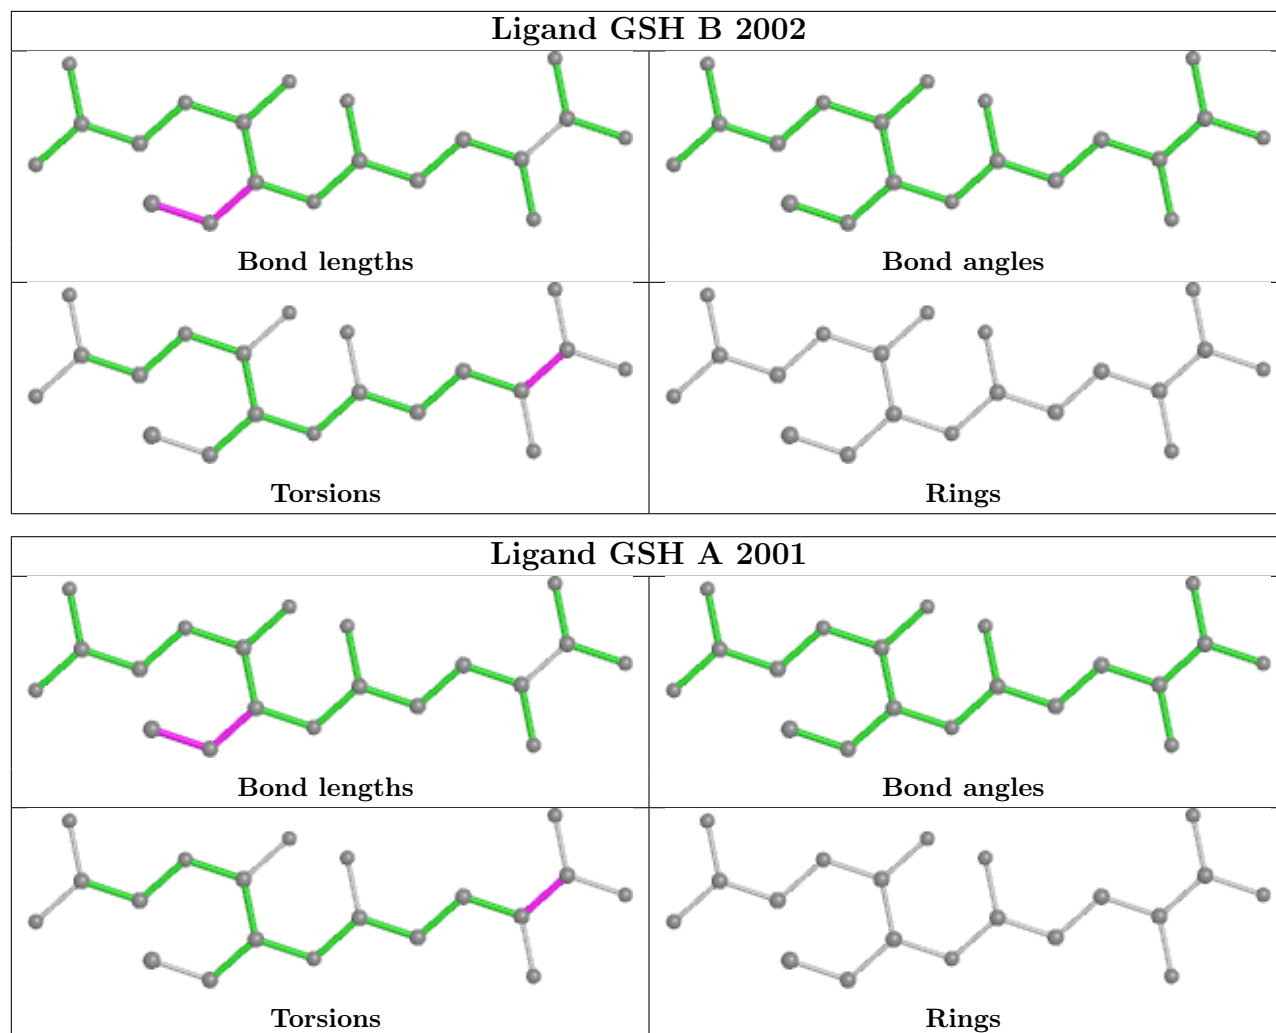 Ligand GSH B 2002
Bond lengths
Bond angles
Torsions
Rings
Ligand GSH A 2001
Bond lengths
Bond angles
Torsions
Rings